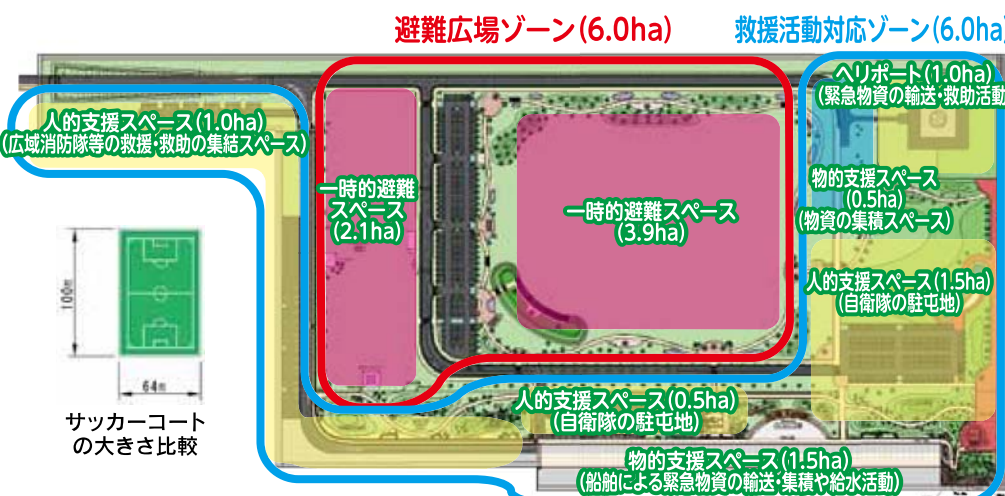 避難広場ゾーン(6.0ha)
救援活動対応ゾーン(6.0ha)
ヘリポート(1.0ha)
(緊急物資の輸送・救助活動
人的支援スペース(1.0ha)
(広域消防隊等の救援・救助の集結スペース)
一時的避難
スペース
(2.1ha)
一時的避難スペース
(3.9ha)
物的支援スペース
(0.5ha)
(物資の集積スペース)
人的支援スペース(1.5ha)
(自衛隊の駐屯地)
100m
64m
サッカーコート
の大きさ比較
人的支援スペース(0.5ha)
(自衛隊の駐屯地)
物的支援スペース(1.5ha)
(船舶による緊急物資の輸送・集積や給水活動)